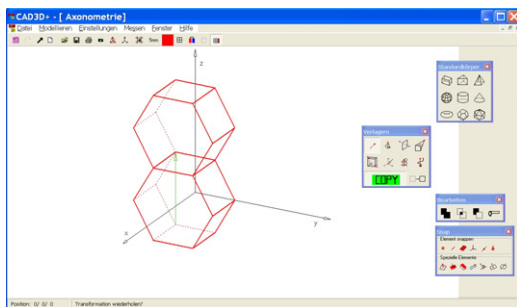 CAD3D+ - [ Axonometrie]
Datei Modellieren Einstellungen Messen Fenster Hilfe
5mm
z
Standardkörper
Verlagern
COPY
x
y
Bearbeiten
Snap
Element snappen:
Spezielle Elemente
Position: 0/ 0/ 0 Transformation wiederholen?